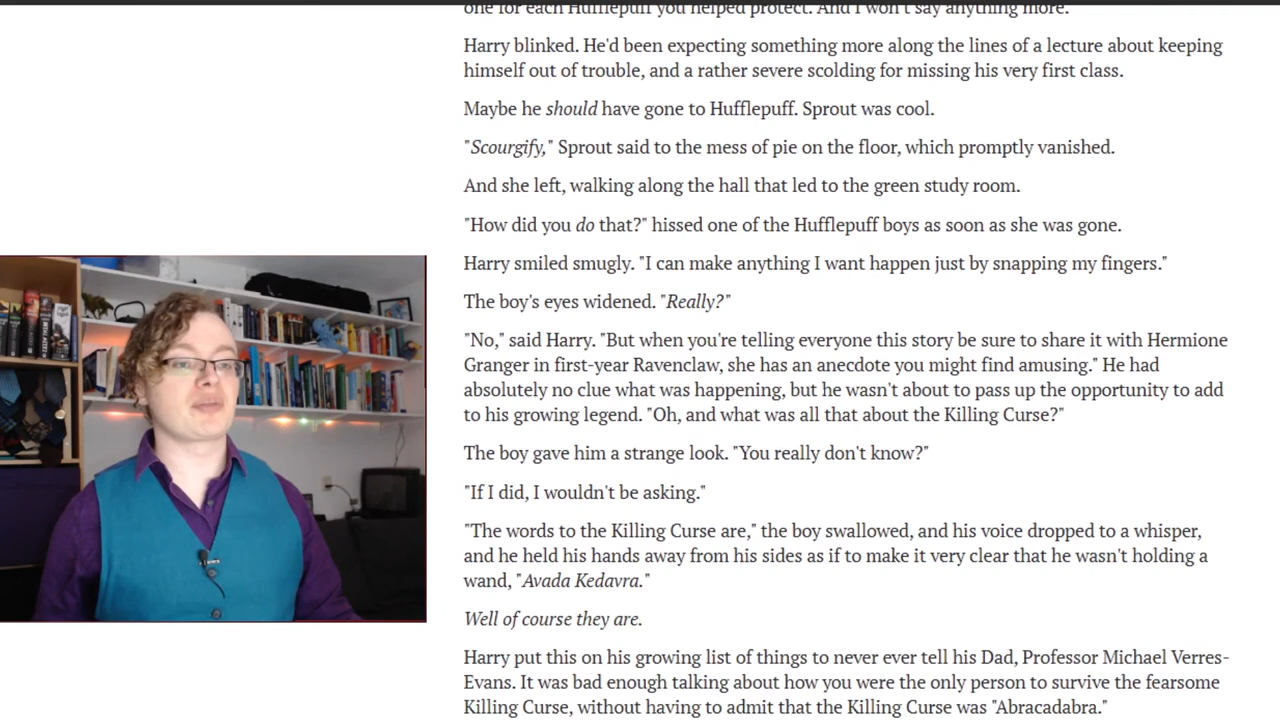 one for each Hufflepuff you helped protect. And I won't say anything more.
Harry blinked. He'd been expecting something more along the lines of a lecture about keeping
himself out of trouble, and a rather severe scolding for missing his very first class.
Maybe he should have gone to Hufflepuff. Sprout was cool.
"Scourgify," Sprout said to the mess of pie on the floor, which promptly vanished.
And she left, walking along the hall that led to the green study room.
"How did you do that?" hissed one of the Hufflepuff boys as soon as she was gone.
Harry smiled smugly. "I can make anything I want happen just by snapping my fingers."
The boy's eyes widened. "Really?"
"No," said Harry. "But when you're telling everyone this story be sure to share it with Hermione
Granger in first-year Ravenclaw, she has an anecdote you might find amusing." He had
absolutely no clue what was happening, but he wasn't about to pass up the opportunity to add
to his growing legend. "Oh, and what was all that about the Killing Curse?"
The boy gave him a strange look. "You really don't know?"
"If I did, I wouldn't be asking."
"The words to the Killing Curse are," the boy swallowed, and his voice dropped to a whisper,
and he held his hands away from his sides as if to make it very clear that he wasn't holding a
wand, "Avada Kedavra."
Well of course they are.
Harry put this on his growing list of things to never ever tell his Dad, Professor Michael Verres-
Evans. It was bad enough talking about how you were the only person to survive the fearsome
Killing Curse, without having to admit that the Killing Curse was "Abracadabra."